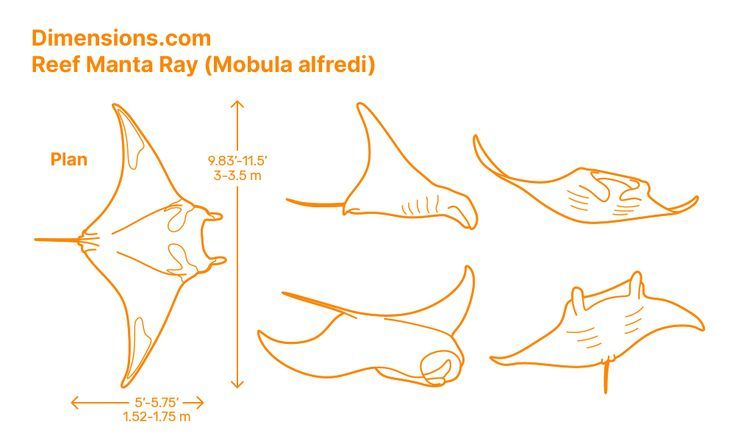 Dimensions.com
Reef Manta Ray (Mobula alfredi)
Plan
9.83'-11.5'
3-3.5 m
5'-5.75'
1.52-1.75 m